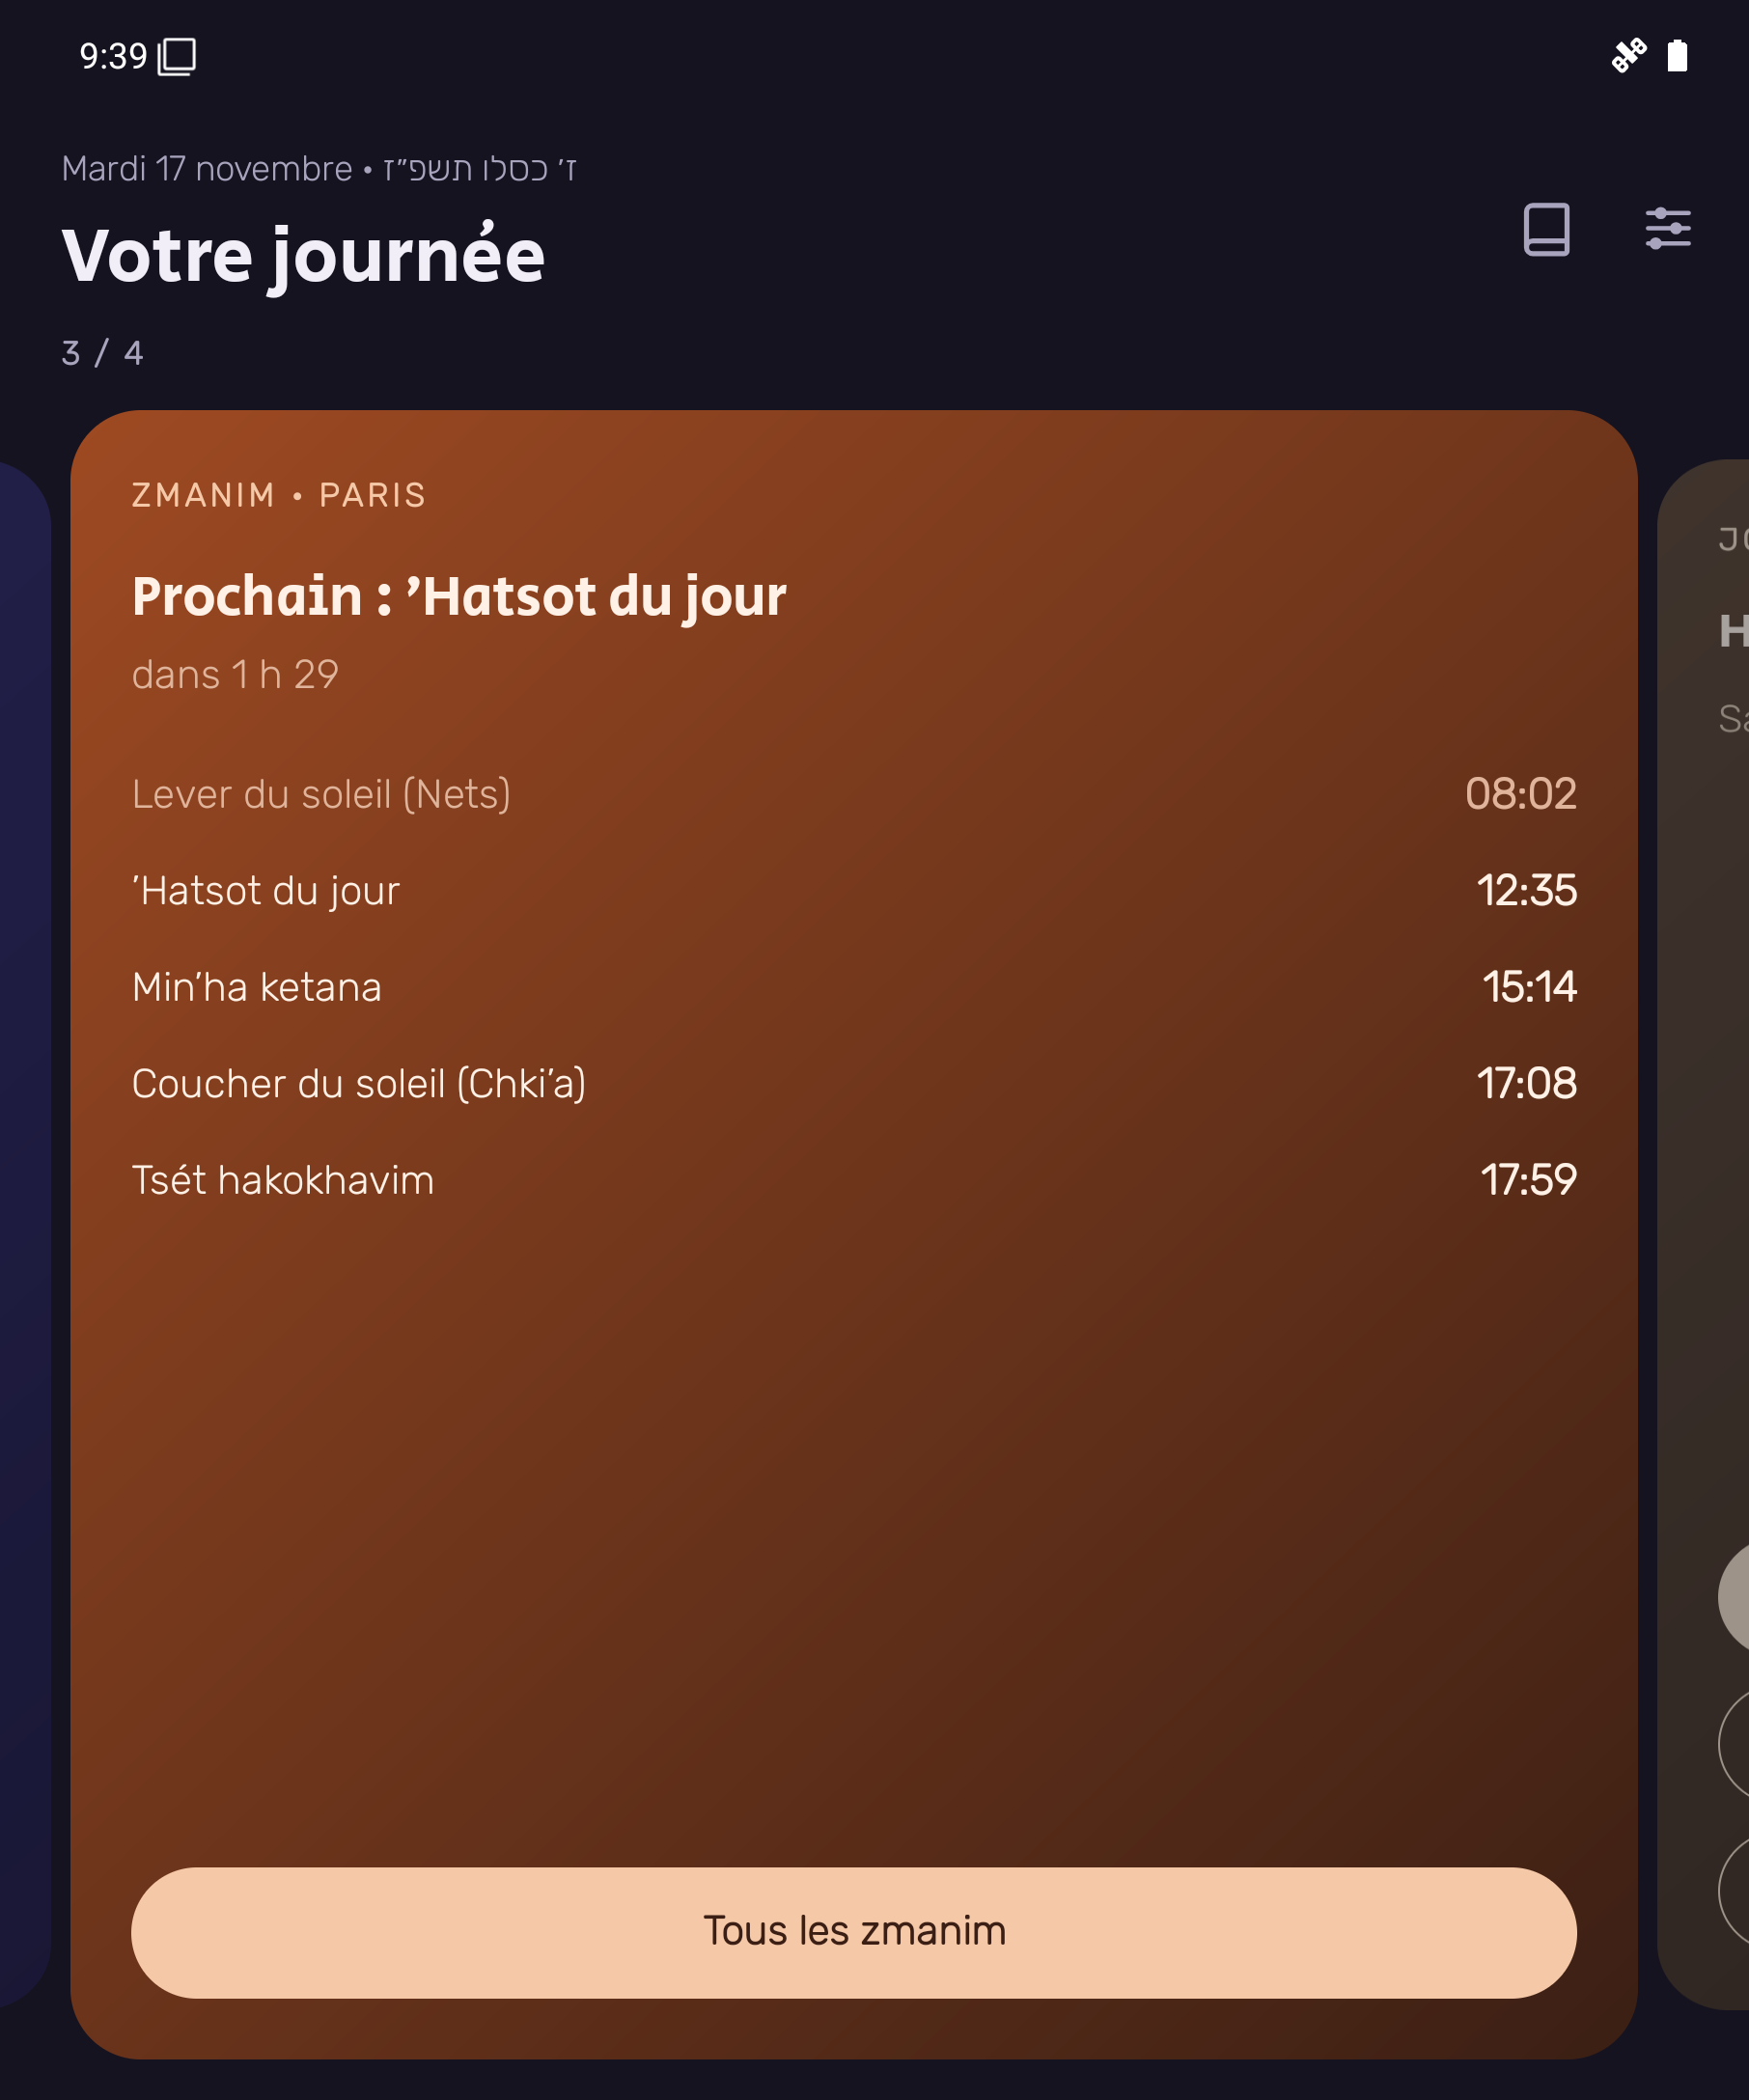 9:39
Mardi 17 novembre • ז׳ כסלו תשפ״ז
Votre journée
3 / 4
ZMANIM • PARIS
Prochain : ’Hatsot du jour
dans 1 h 29
Lever du soleil (Nets) 08:02
’Hatsot du jour 12:35
Min’ha ketana 15:14
Coucher du soleil (Chki’a) 17:08
Tsét hakokhavim 17:59
Tous les zmanim